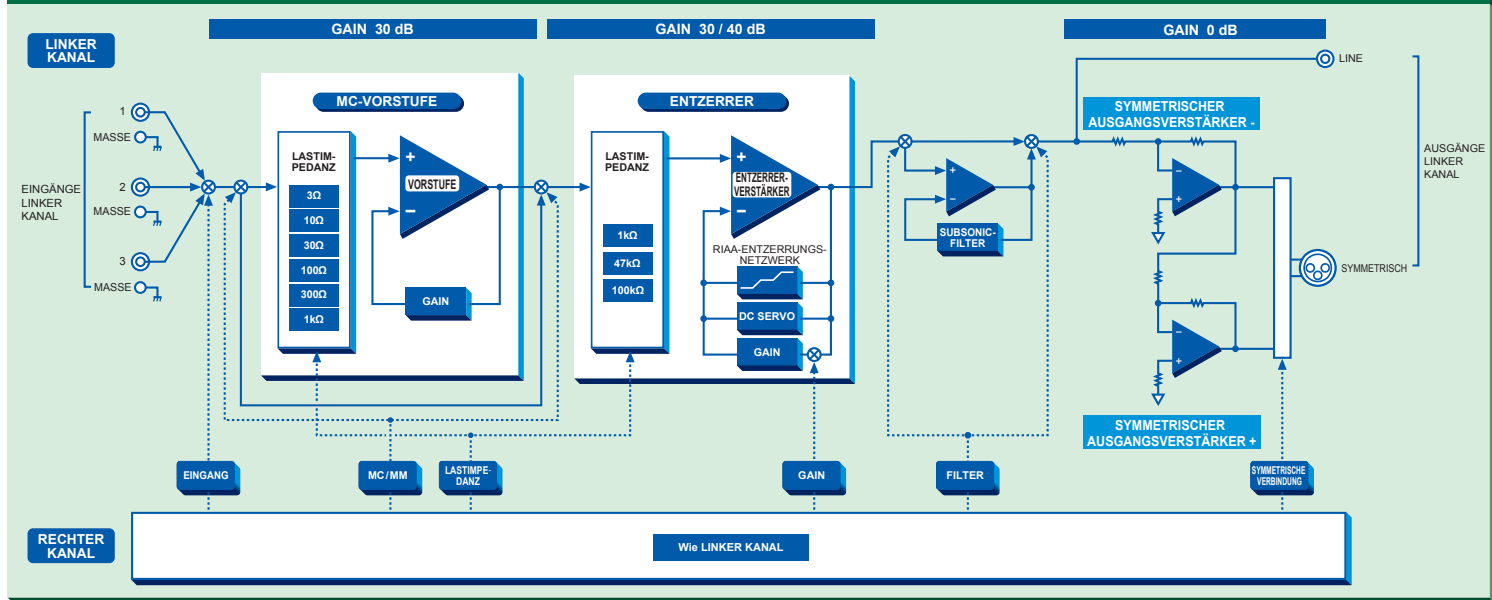 GAIN 30 dB
GAIN 30 / 40 dB
GAIN 0 dB
LINKER
KANAL
LINE
MC-VORSTUFE
ENTZERRER
SYMMETRISCHER
AUSGANGSVERSTÄRKER -
1
MASSE
2
MASSE
3
MASSE
EINGÄNGE
LINKER
KANAL
LASTIM-
PEDANZ
3Ω
10Ω
30Ω
100Ω
300Ω
1kΩ
+
VORSTUFE
−
GAIN
LASTIM-
PEDANZ
1kΩ
47kΩ
100kΩ
+
ENTZERRER-
VERSTÄRKER
−
RIAA-ENTZERRUNGS-
NETZWERK
DC SERVO
GAIN
+
−
SUBSONIC-
FILTER
−
+
−
+
AUSGÄNGE
LINKER
KANAL
SYMMETRISCH
SYMMETRISCHER
AUSGANGSVERSTÄRKER +
EINGANG
MC/MM
LASTIMPE-
DANZ
GAIN
FILTER
SYMMETRISCHE
VERBINDUNG
RECHTER
KANAL
Wie LINKER KANAL